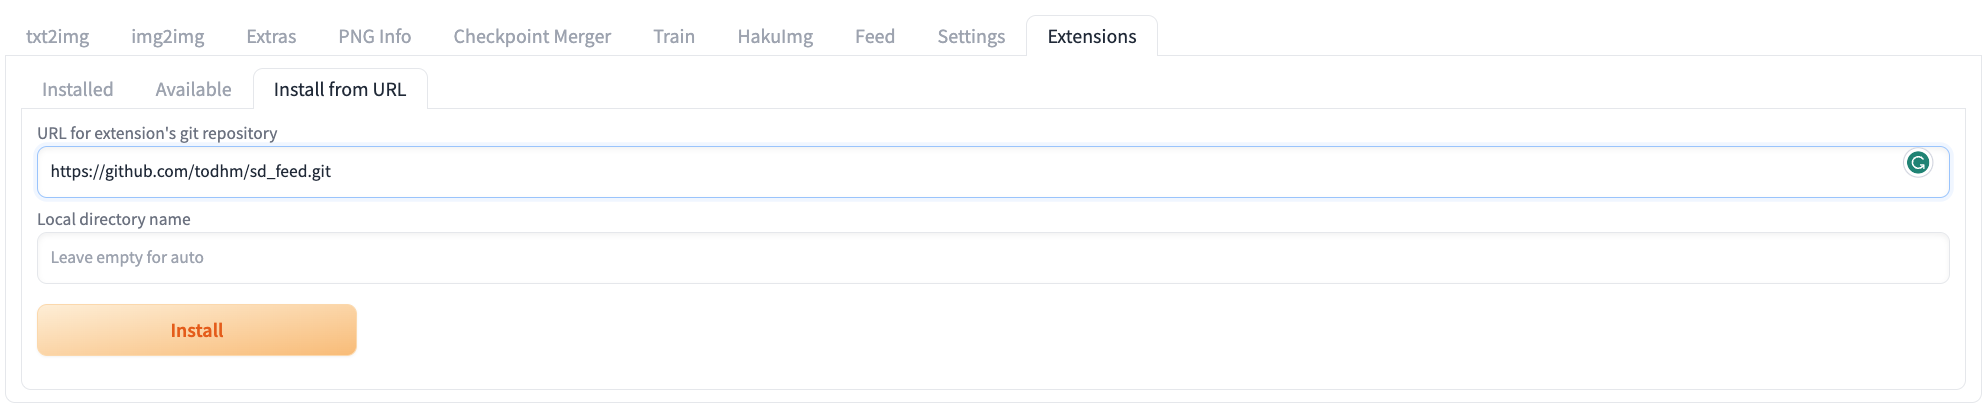 txt2img img2img Extras PNG Info Checkpoint Merger Train HakuImg Feed Settings Extensions
Installed Available Install from URL
URL for extension's git repository
https://github.com/todhm/sd_feed.git
Local directory name
Leave empty for auto
Install